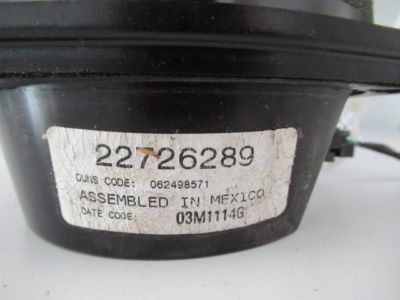 22726289
DUNS CODE: 062498571
ASSEMBLED IN MEXICO
DATE CODE: 03M1114G